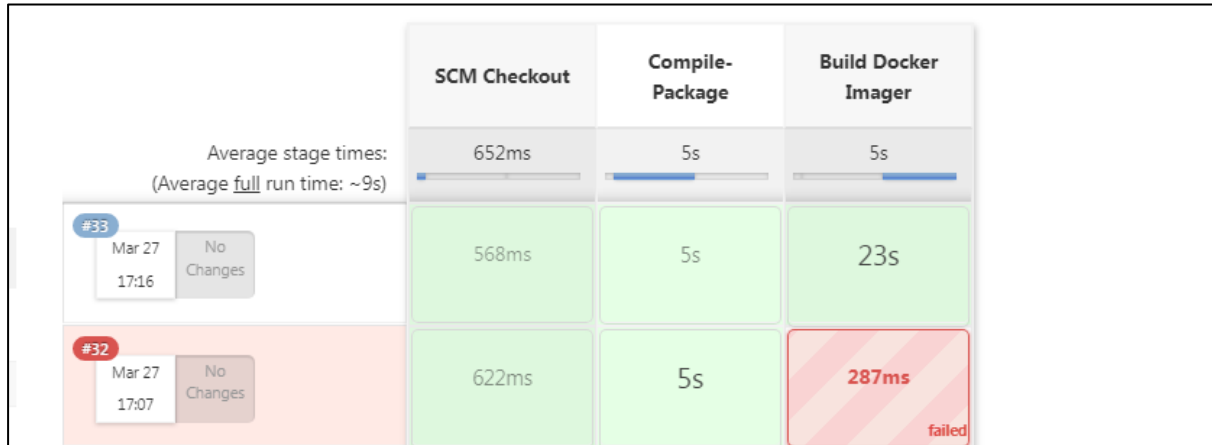 SCM Checkout
Compile-
Package
Build Docker
Imager
Average stage times:
652ms
5s
5s
(Average full run time: ~9s)
#33
Mar 27
17:16
No
Changes
568ms
5s
23s
#32
Mar 27
17:07
No
Changes
622ms
5s
287ms
failed